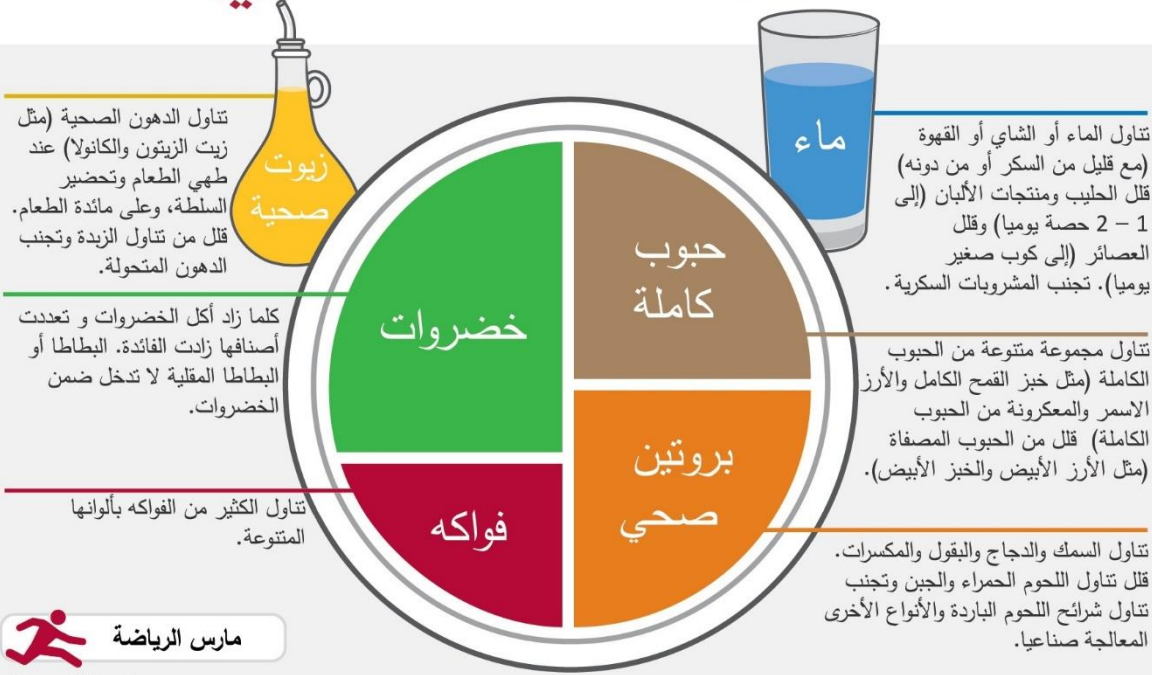 ماء
تناول الماء أو الشاي أو القهوة
(مع قليل من السكر أو من دونه)
قلل الحليب ومنتجات الألبان (إلى
1 – 2 حصة يوميا) وقلل
العصائر (إلى كوب صغير
يوميا). تجنب المشروبات السكرية.
زيوت
صحية
تناول الدهون الصحية (مثل
زيت الزيتون والكانولا) عند
طهي الطعام وتحضير
السلطة، وعلى مائدة الطعام.
قلل من تناول الزبدة وتجنب
الدهون المتحولة.
حبوب
كاملة
تناول مجموعة متنوعة من الحبوب
الكاملة (مثل خبز القمح الكامل والأرز
الاسمر والمعكرونة من الحبوب
الكاملة) قلل من الحبوب المصفاة
(مثل الأرز الأبيض والخبز الأبيض).
خضروات
كلما زاد أكل الخضروات و تعددت
أصنافها زادت الفائدة. البطاطا أو
البطاطا المقلية لا تدخل ضمن
الخضروات.
بروتين
صحي
تناول السمك والدجاج والبقول والمكسرات.
قلل تناول اللحوم الحمراء والجبن وتجنب
تناول شرائح اللحوم الباردة والأنواع الأخرى
المعالجة صناعيا.
فواكه
تناول الكثير من الفواكه بألوانها
المتنوعة.
مارس الرياضة